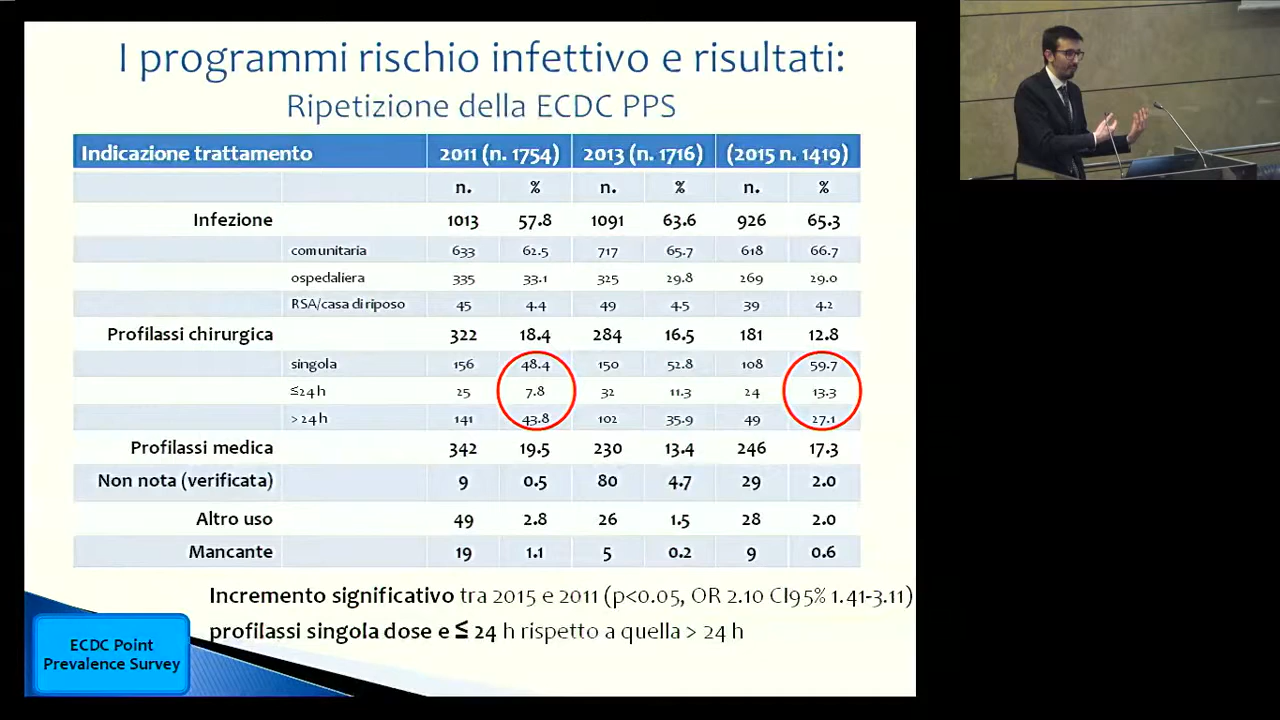 I programmi rischio infettivo e risultati:
Ripetizione della ECDC PPS
Indicazione trattamento 2011 (n. 1754) 2013 (n. 1716) (2015 n. 1419)
n. % n. % n. %
Infezione 1013 57.8 1091 63.6 926 65.3
comunitaria 633 62.5 717 65.7 618 66.7
ospedaliera 335 33.1 325 29.8 269 29.0
RSA/casa di riposo 45 4.4 49 4.5 39 4.2
Profilassi chirurgica 322 18.4 284 16.5 181 12.8
singola 156 48.4 150 52.8 108 59.7
≤24 h 25 7.8 32 11.3 24 13.3
> 24 h 141 43.8 102 35.9 49 27.1
Profilassi medica 342 19.5 230 13.4 246 17.3
Non nota (verificata) 9 0.5 80 4.7 29 2.0
Altro uso 49 2.8 26 1.5 28 2.0
Mancante 19 1.1 5 0.2 9 0.6
Incremento significativo tra 2015 e 2011 (p<0.05, OR 2.10 CI95% 1.41-3.11)
profilassi singola dose e ≤ 24 h rispetto a quella > 24 h
ECDC Point
Prevalence Survey